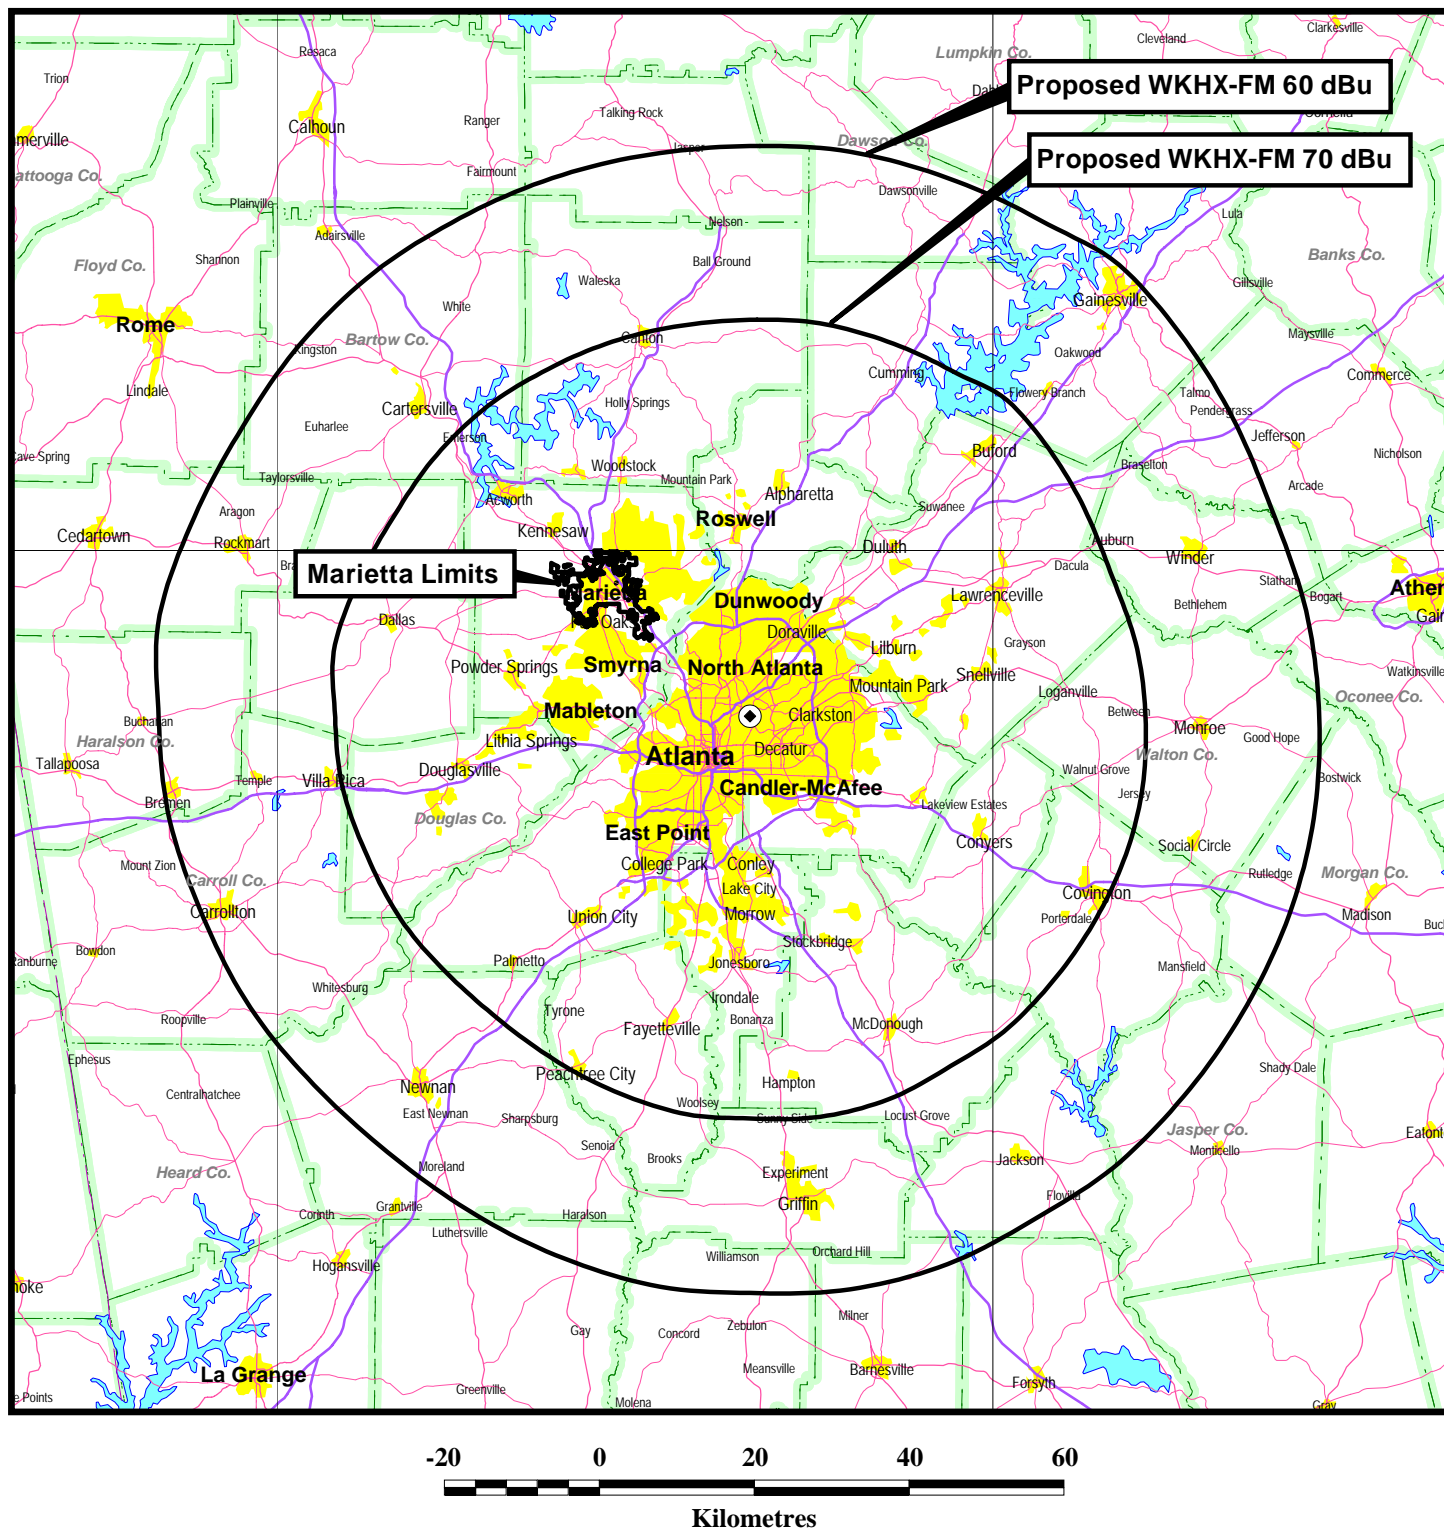 Resaca
Cleveland
Clarkesville
Lumpkin Co.
Trion
Proposed WKHX-FM 60 dBu
Talking Rock
Ranger
Calhoun
Dawson Co.
Jasper
Proposed WKHX-FM 70 dBu
Fairmount
Dawsonville
Plainville
Nelsen
Lula
Adairsville
Floyd Co.
Shannon
Ball Ground
Banks Co.
Waleska
Gillsville
White
Gainesville
Rome
Bartow Co.
Canton
Maysville
Kingston
Oakwood
Cumming
Commerce
Lindale
Cartersville
Holly Springs
Flowery Branch
Talmo
Pendergrass
Euharlee
Emerson
Jefferson
Buford
Nicholson
Cave Spring
Woodstock
Braselton
Taylorsville
Mountain Park
Arcade
Alpharetta
Acworth
Suwanee
Aragon
Roswell
Kennesaw
Cedartown
Rockmart
Duluth
Auburn
Winder
Dacula
Marietta Limits
Stathan
Marietta
Dunwoody
Lawrenceville
Bogart
Bethlehem
Dallas
Doraville
Lilburn
Grayson
Powder Springs
Smyrna
North Atlanta
Snellville
Watkinsville
Mountain Park
Loganville
Oconee Co.
Mableton
Clarkston
Between
Buchanan
Monroe
Haralson Co.
Lithia Springs
Decatur
Good Hope
Atlanta
Walton Co.
Tallapoosa
Douglasville
Walnut Grove
Temple
Villa Rica
Bostwick
Candler-McAfee
Jersey
Bremen
Lakeview Estates
Douglas Co.
East Point
Conyers
Social Circle
Mount Zion
College Park
Conley
Carroll Co.
Rutledge
Morgan Co.
Lake City
Covington
Carrollton
Union City
Morrow
Porterdale
Madison
Stockbridge
Bowdon
Palmetto
Jonesboro
Mansfield
Whitesburg
Irondale
Tyrone
Bonanza
Roopville
Fayetteville
McDonough
Ephesus
Shady Dale
Peachtree City
Newnan
Hampton
Centralhatchee
Woolsey
East Newnan
Sharpsburg
Sunny Side
Locust Grove
Jasper Co.
Senoia
Monticello
Brooks
Jackson
Moreland
Heard Co.
Experiment
Flovilla
Griffin
Grantville
Corinth
Haralson
Luthersville
Orchard Hill
Williamson
Hogansville
Milner
Zebulon
Gay
Concord
Meansville
Barnesville
La Grange
Forsyth
Greenville
Molena
Gray
-20 0 20 40 60
Kilometres